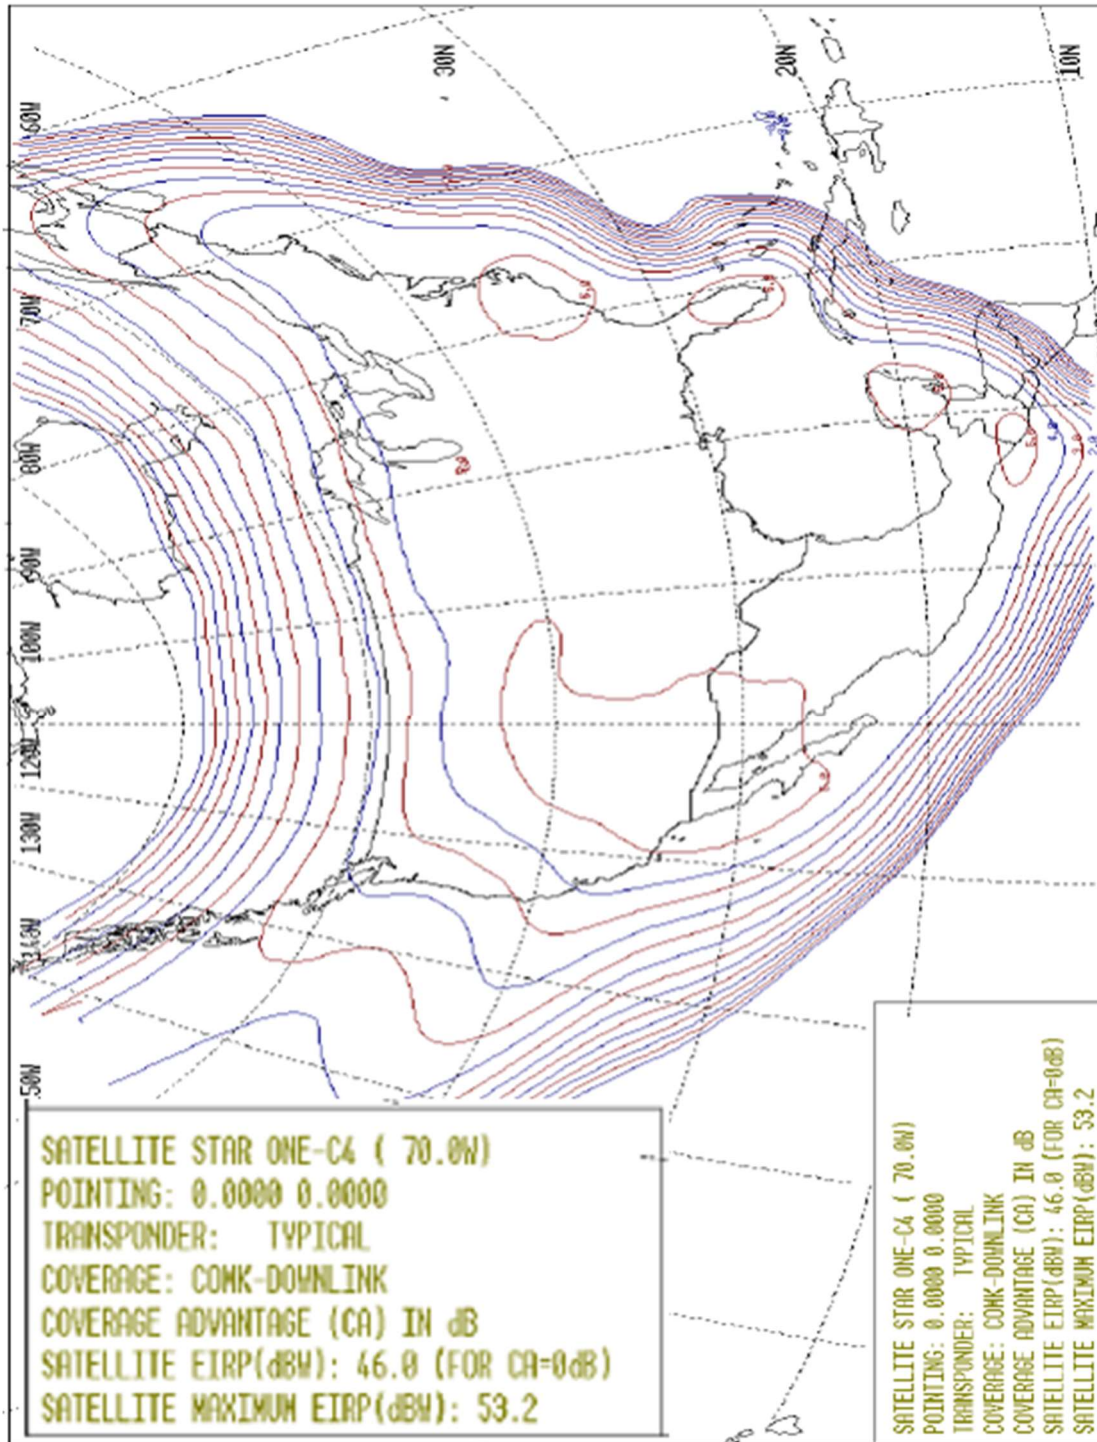 30N
20N
10N
60W
70W
80W
90W
100W
120W
130W
140W
50W
SATELLITE STAR ONE-C4 ( 70.0W)
POINTING: 0.0000 0.0000
TRANSPONDER: TYPICAL
COVERAGE: COMK-DOWNLINK
COVERAGE ADVANTAGE (CA) IN dB
SATELLITE EIRP(dBW): 46.0 (FOR CA=0dB)
SATELLITE MAXIMUM EIRP(dBW): 53.2
SATELLITE STAR ONE-C4 ( 70.0W)
POINTING: 0.0000 0.0000
TRANSPONDER: TYPICAL
COVERAGE: COMK-DOWNLINK
COVERAGE ADVANTAGE (CA) IN dB
SATELLITE EIRP(dBW): 46.0 (FOR CA=0dB)
SATELLITE MAXIMUM EIRP(dBW): 53.2